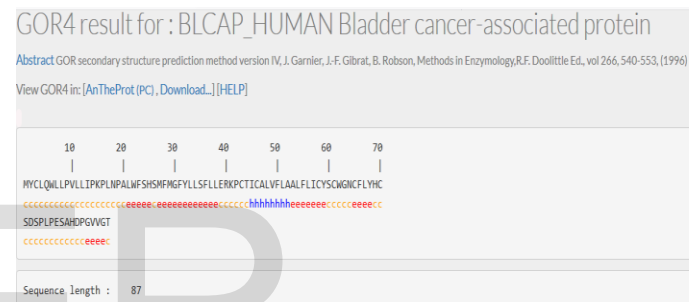 GOR4 result for : BLCAP_HUMAN Bladder cancer-associated protein
Abstract GOR secondary structure prediction method version IV, J. Garnier, J.-F. Gibrat, B. Robson, Methods in Enzymology,R.F. Doolittle Ed., vol 266, 540-553, (1996)
View GOR4 in: [AnTheProt (PC) , Download...] [HELP]
10 20 30 40 50 60 70
| | | | | | |
MYCLQWLLPVLLIPKPLNPALWFSHSMFMGFYLLSFLLERKPCTICALVFLAALFLICYSCWGNCFLYHC
cccccccccccccccccccceeeeeceeeeeeeeeeeecccccchhhhhhhheeeeeeeccccceeeecc
SDSPLPESAHDPGVVGT
cccccccccccceeeec
Sequence length : 87